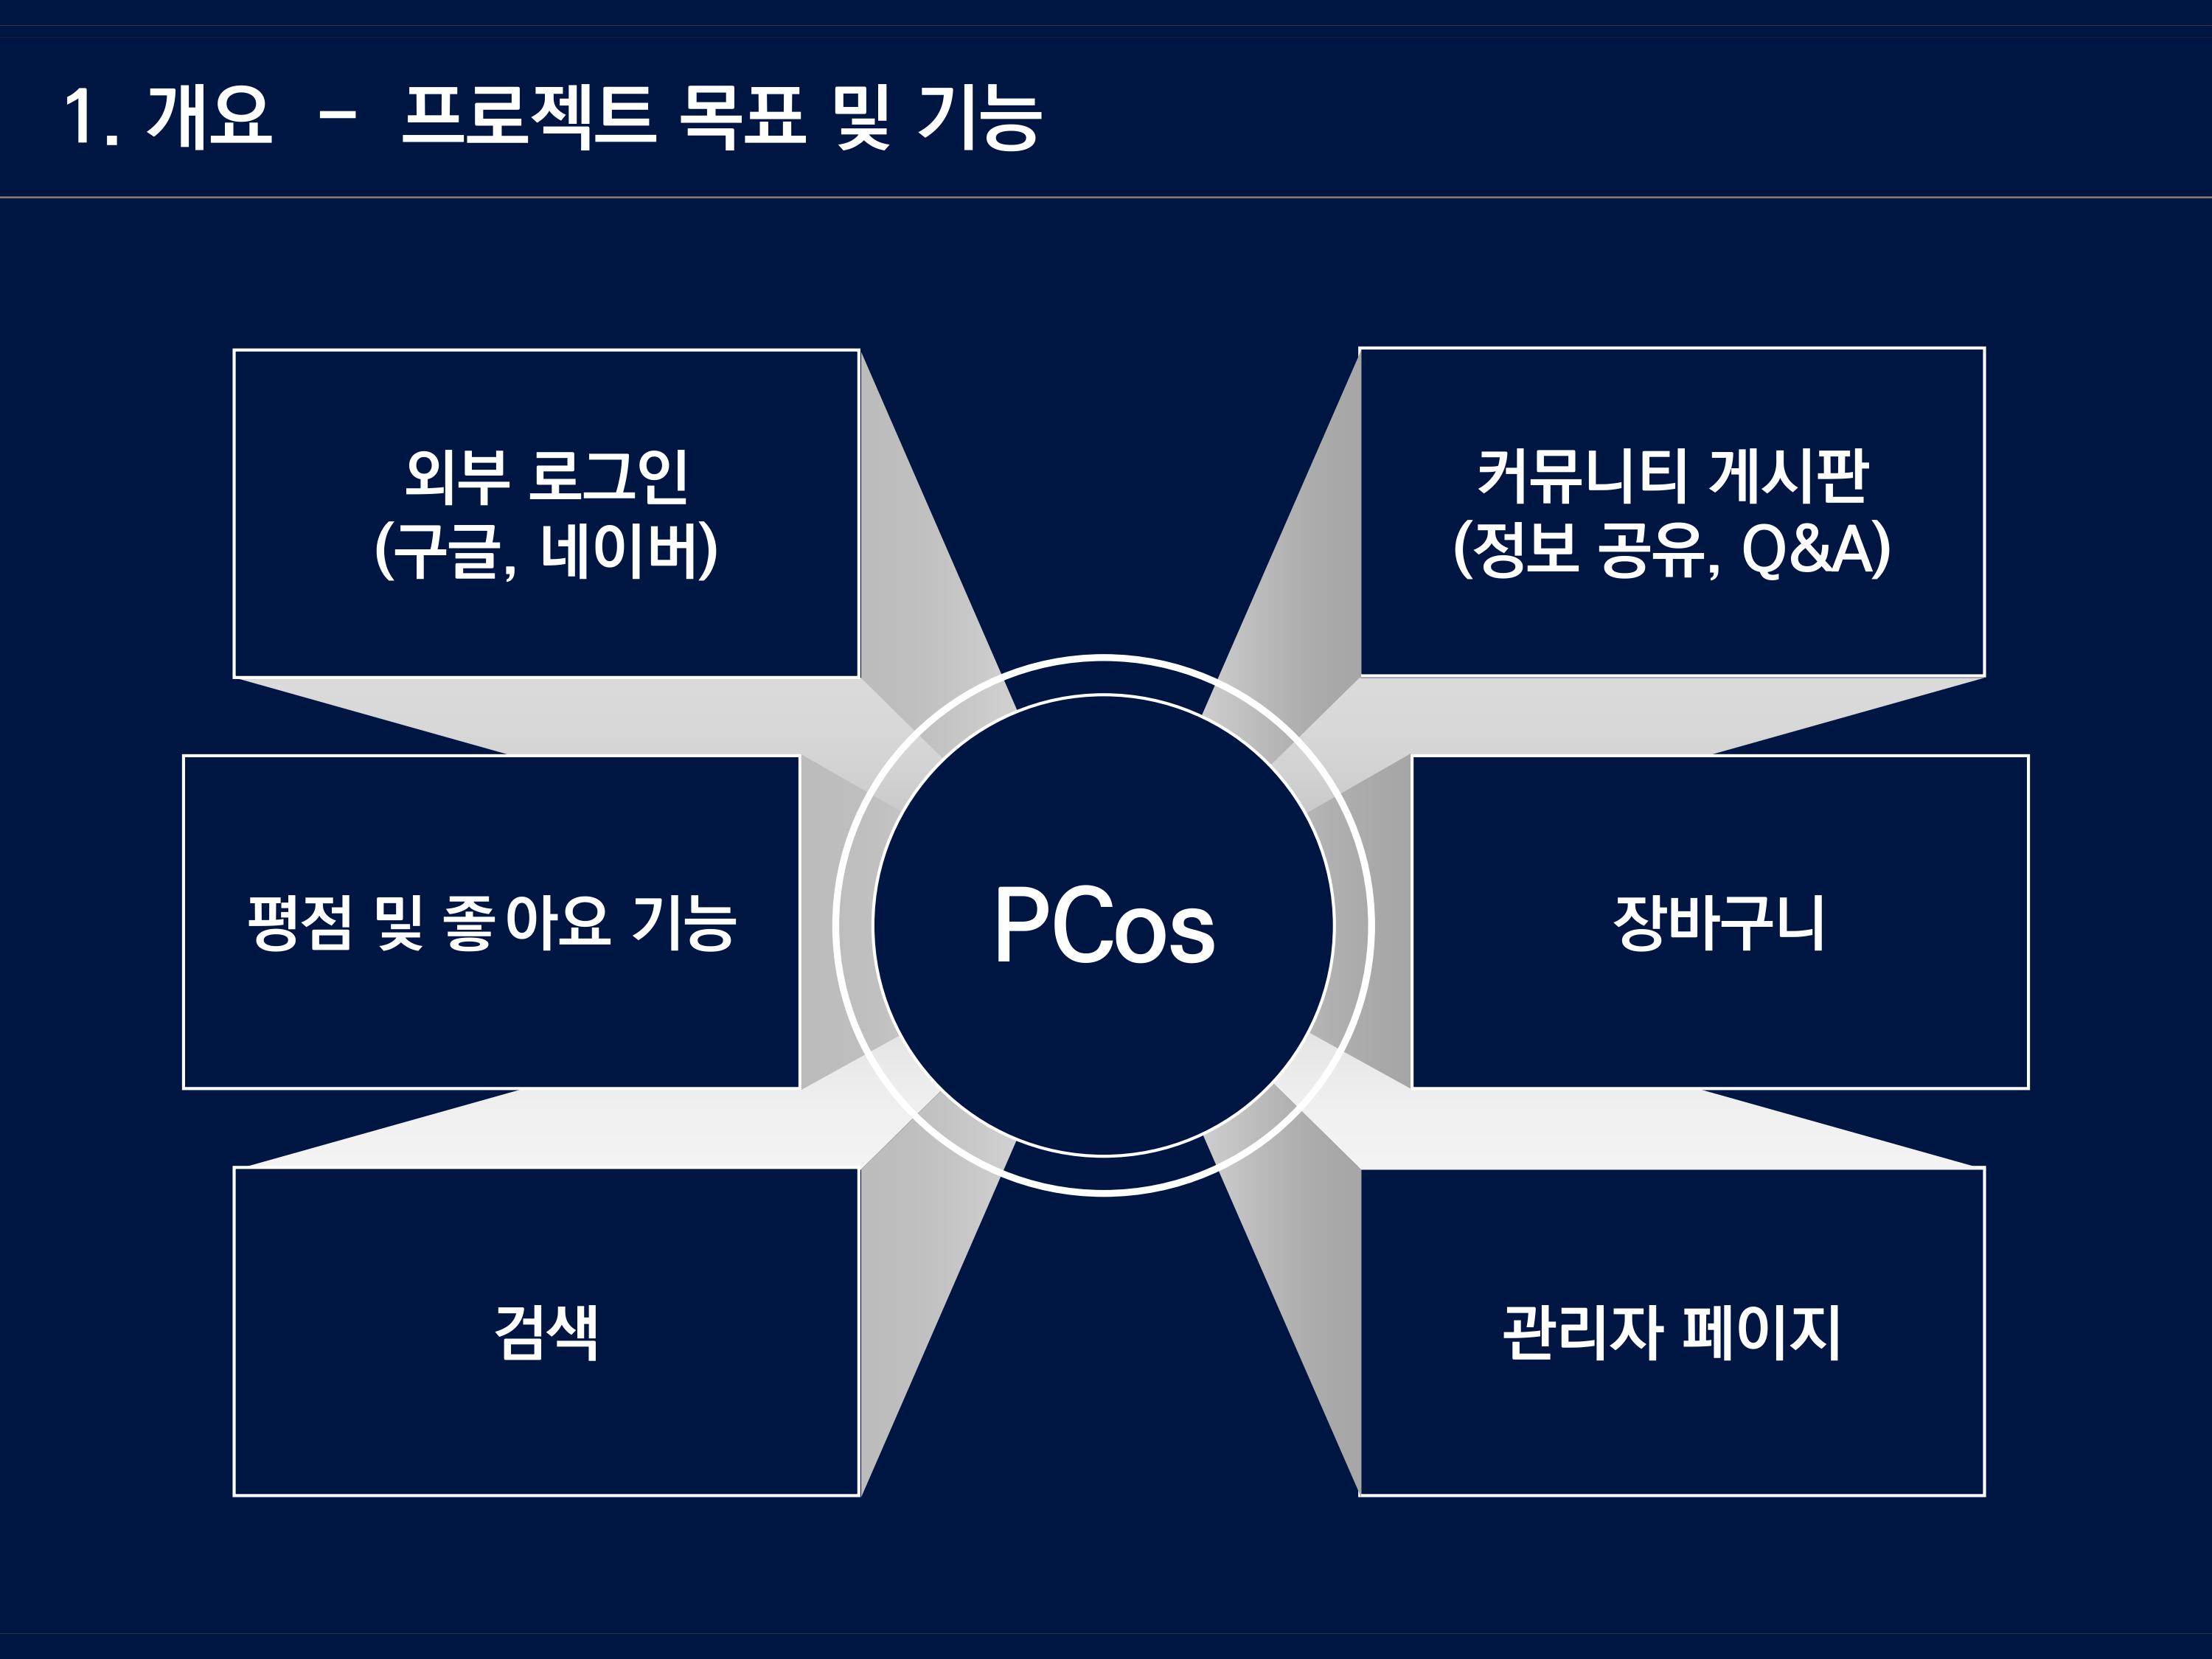 1. 개요 – 프로젝트 목표 및 기능
외부 로그인
(구글, 네이버)
커뮤니티 게시판
(정보 공유, Q&A)
평점 및 좋아요 기능
PCos
장바구니
검색
관리자 페이지